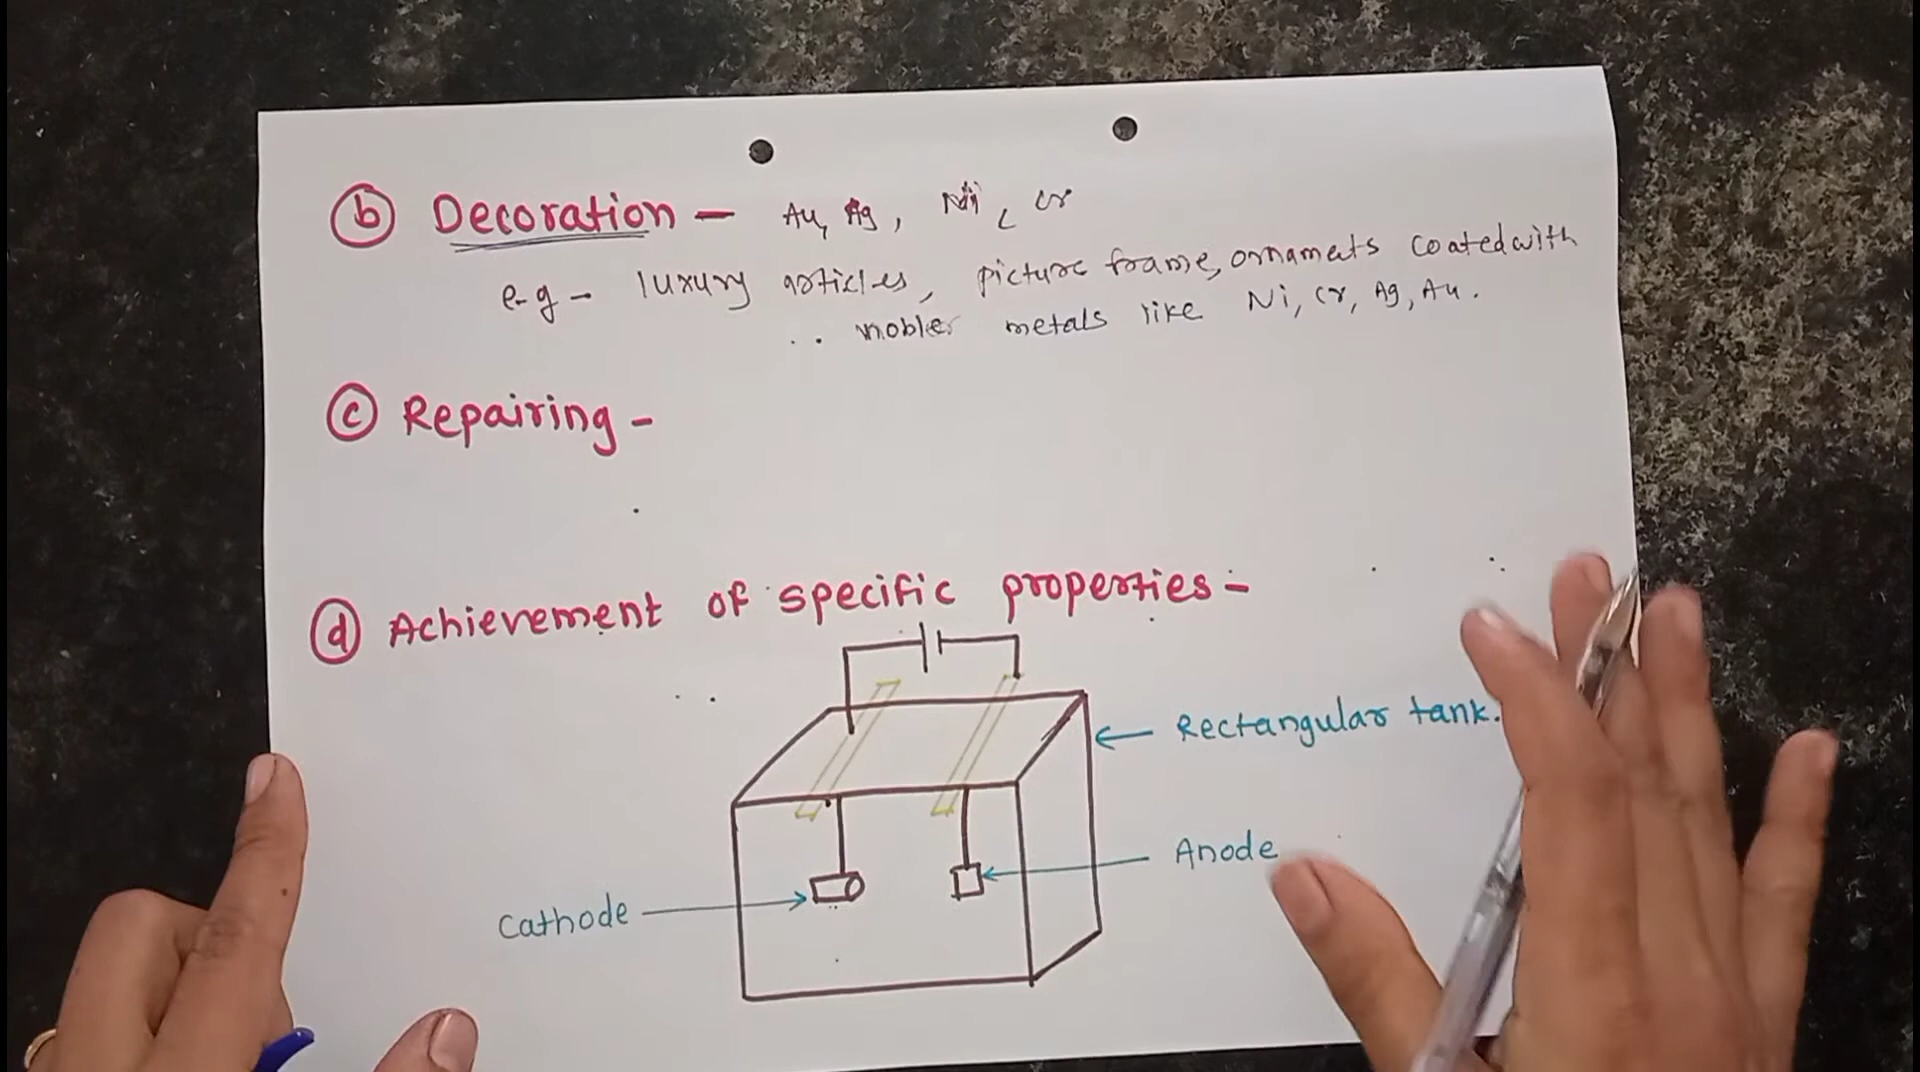 b Decoration - Au, Ag, Ni, Cr
e.g - luxury articles, picture frame, ornamets coated with
nobler metals like Ni, Cr, Ag, Au.
c Repairing -
d Achievement of specific properties -
Rectangular tank.
Anode
Cathode